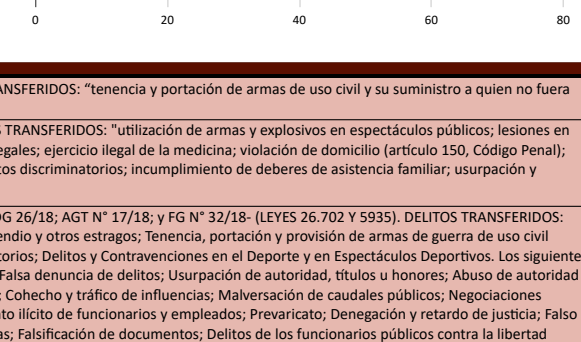 0 20 40 60 80
ANSFERIDOS: “tenencia y portación de armas de uso civil y su suministro a quien no fuera
S TRANSFERIDOS: "utilización de armas y explosivos en espectáculos públicos; lesiones en
egales; ejercicio ilegal de la medicina; violación de domicilio (artículo 150, Código Penal);
tos discriminatorios; incumplimiento de deberes de asistencia familiar; usurpación y
OG 26/18; AGT N° 17/18; y FG N° 32/18- (LEYES 26.702 Y 5935). DELITOS TRANSFERIDOS:
endio y otros estragos; Tenencia, portación y provisión de armas de guerra de uso civil
torios; Delitos y Contravenciones en el Deporte y en Espectáculos Deportivos. Los siguiente
Falsa denuncia de delitos; Usurpación de autoridad, títulos u honores; Abuso de autoridad
; Cohecho y tráfico de influencias; Malversación de caudales públicos; Negociaciones
nto ilícito de funcionarios y empleados; Prevaricato; Denegación y retardo de justicia; Falso
as; Falsificación de documentos; Delitos de los funcionarios públicos contra la libertad